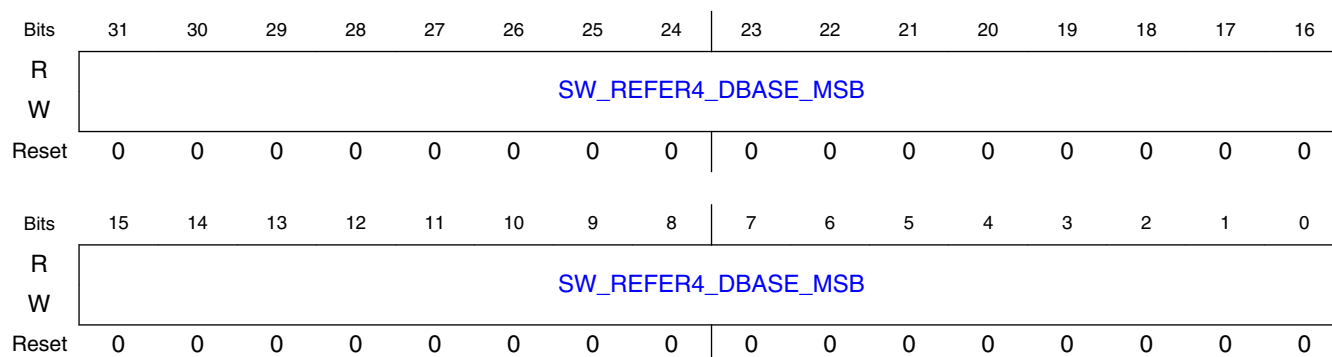 Bits 31 30 29 28 27 26 25 24 23 22 21 20 19 18 17 16
R
SW_REFER4_DBASE_MSB
W
Reset 0 0 0 0 0 0 0 0 0 0 0 0 0 0 0 0
Bits 15 14 13 12 11 10 9 8 7 6 5 4 3 2 1 0
R
SW_REFER4_DBASE_MSB
W
Reset 0 0 0 0 0 0 0 0 0 0 0 0 0 0 0 0